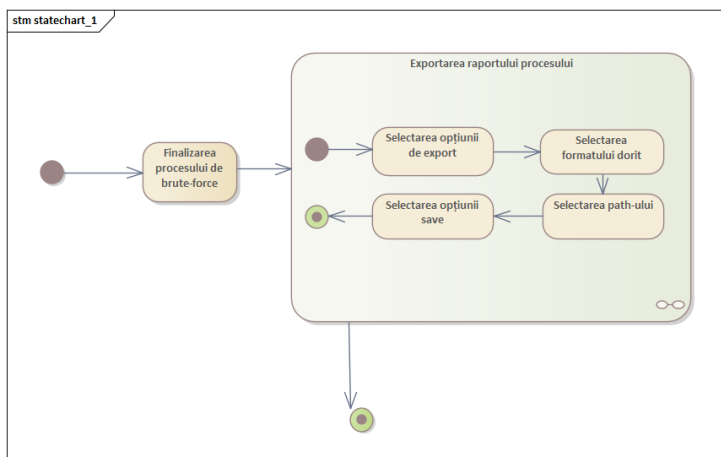 stm statechart_1
Exportarea raportului procesului
Finalizarea
procesului de
brute-force
Selectarea opțiunii
de export
Selectarea
formatului dorit
Selectarea opțiunii
save
Selectarea path-ului